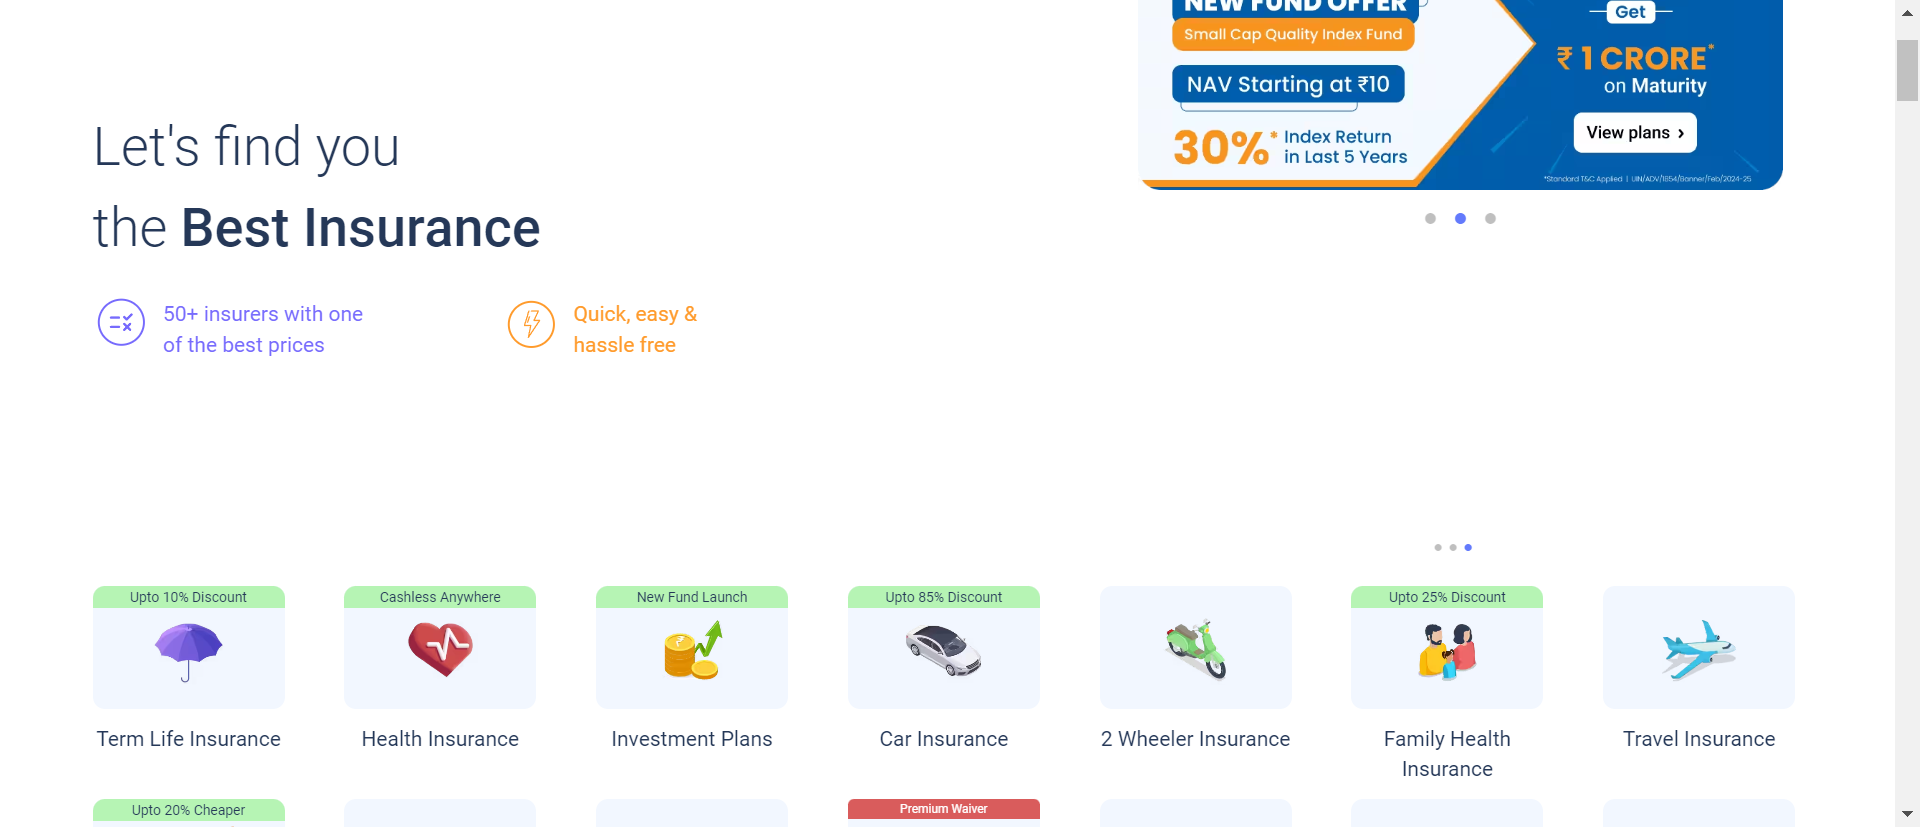 Let's find you
the Best Insurance
50+ insurers with one
of the best prices
Quick, easy &
hassle free
NEW FUND OFFER
Small Cap Quality Index Fund
NAV Starting at ₹10
30%* Index Return
in Last 5 Years
Get
₹ 1 CRORE*
on Maturity
View plans ›
*Standard T&C Applied | UIN/ADV/1854/Banner/Feb/2024-25
Upto 10% Discount
Term Life Insurance
Cashless Anywhere
Health Insurance
New Fund Launch
Investment Plans
Upto 85% Discount
Car Insurance
2 Wheeler Insurance
Upto 25% Discount
Family Health
Insurance
Travel Insurance
Upto 20% Cheaper
Premium Waiver